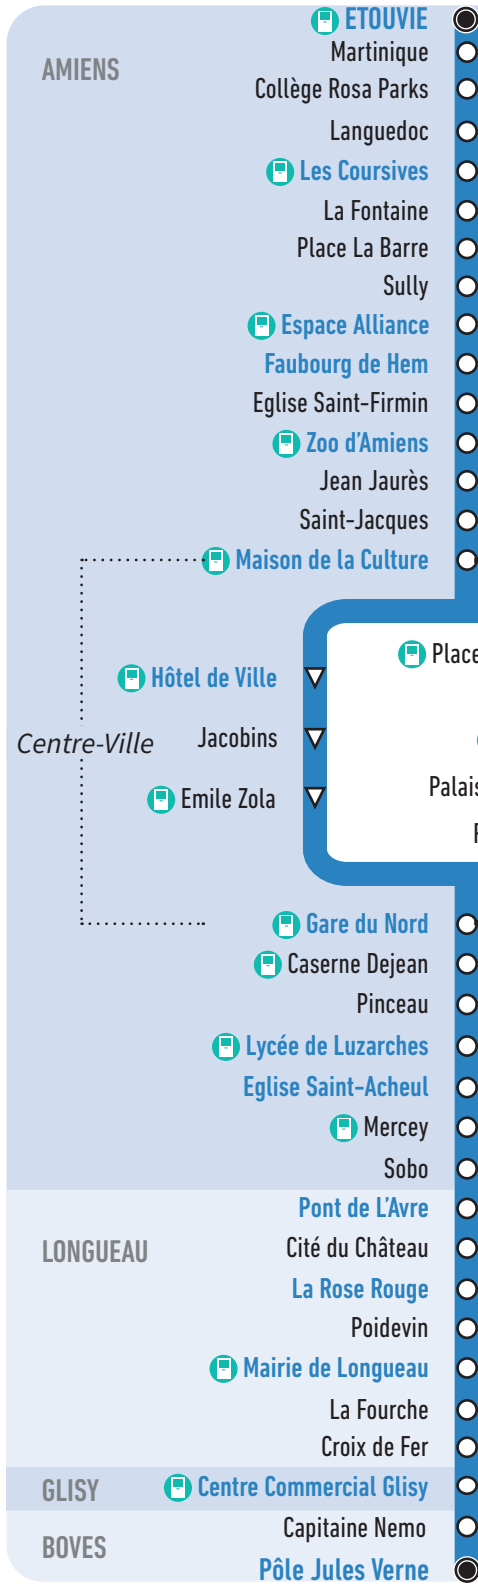 ETOUVIE
AMIENS
Martinique
Collège Rosa Parks
Languedoc
Les Coursives
La Fontaine
Place La Barre
Sully
Espace Alliance
Faubourg de Hem
Eglise Saint-Firmin
Zoo d'Amiens
Jean Jaurès
Saint-Jacques
Maison de la Culture
Place
Hôtel de Ville
Centre-Ville
Jacobins
Palais
Emile Zola
Gare du Nord
Caserne Dejean
Pinceau
Lycée de Luzarches
Eglise Saint-Acheul
Mercey
Sobo
Pont de L'Avre
LONGUEAU
Cité du Château
La Rose Rouge
Poidevin
Mairie de Longueau
La Fourche
Croix de Fer
GLISY
Centre Commercial Glisy
Capitaine Nemo
BOVES
Pôle Jules Verne